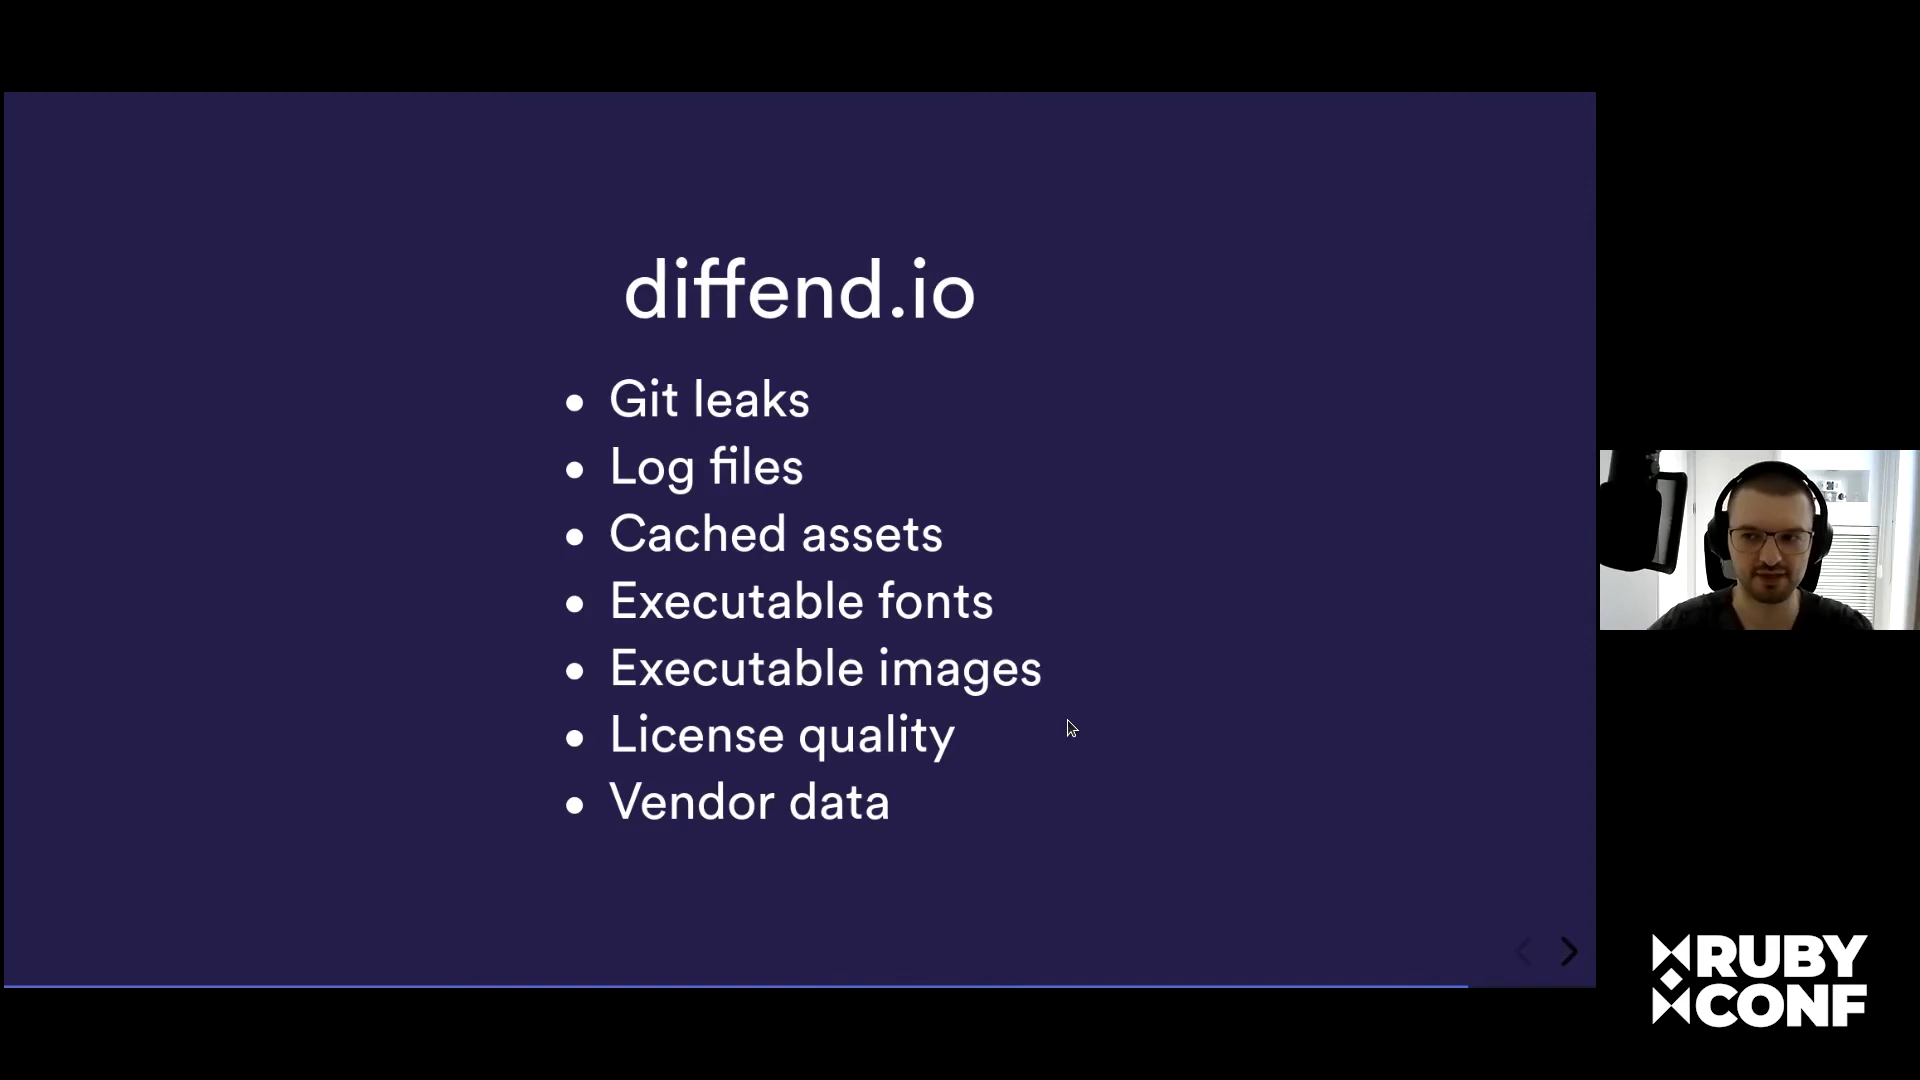 diffend.io
• Git leaks
• Log files
• Cached assets
• Executable fonts
• Executable images
• License quality
• Vendor data
RUBY
CONF